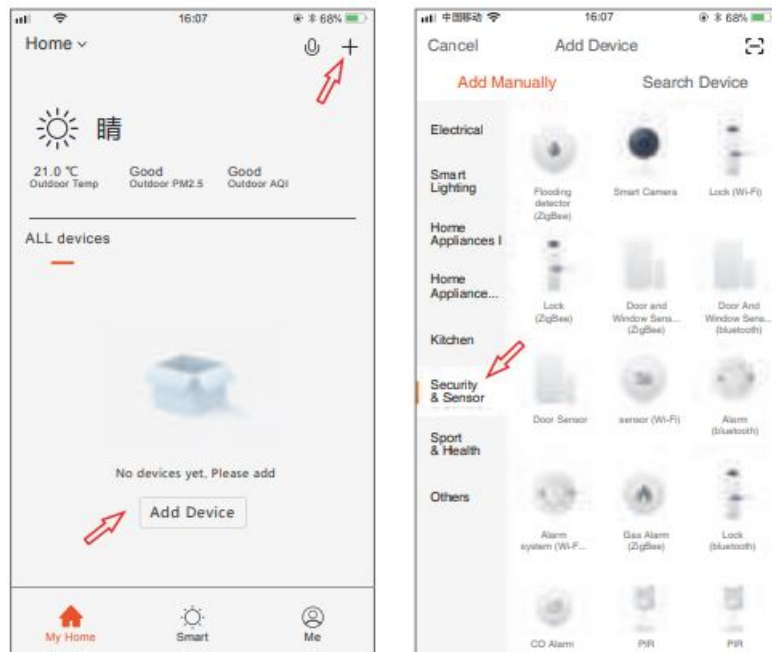 16:07
68%
Home
晴
21.0 ℃
Outdoor Temp
Good
Outdoor PM2.5
Good
Outdoor AQI
ALL devices
No devices yet, Please add
Add Device
My Home
Smart
Me
中国移动
16:07
68%
Cancel
Add Device
Add Manually
Search Device
Electrical
Smart
Lighting
Home
Appliances I
Home
Appliance...
Kitchen
Security
& Sensor
Sport
& Health
Others
Flooding
detector
(ZigBee)
Smart Camera
Lock (Wi-Fi)
Lock
(ZigBee)
Door and
Window Sens...
(ZigBee)
Door And
Window Sens...
(bluetooth)
Door Sensor
sensor (Wi-Fi)
Alarm
(bluetooth)
Alarm
system (Wi-F...
Gas Alarm
(ZigBee)
Lock
(bluetooth)
CO Alarm
PIR
PIR